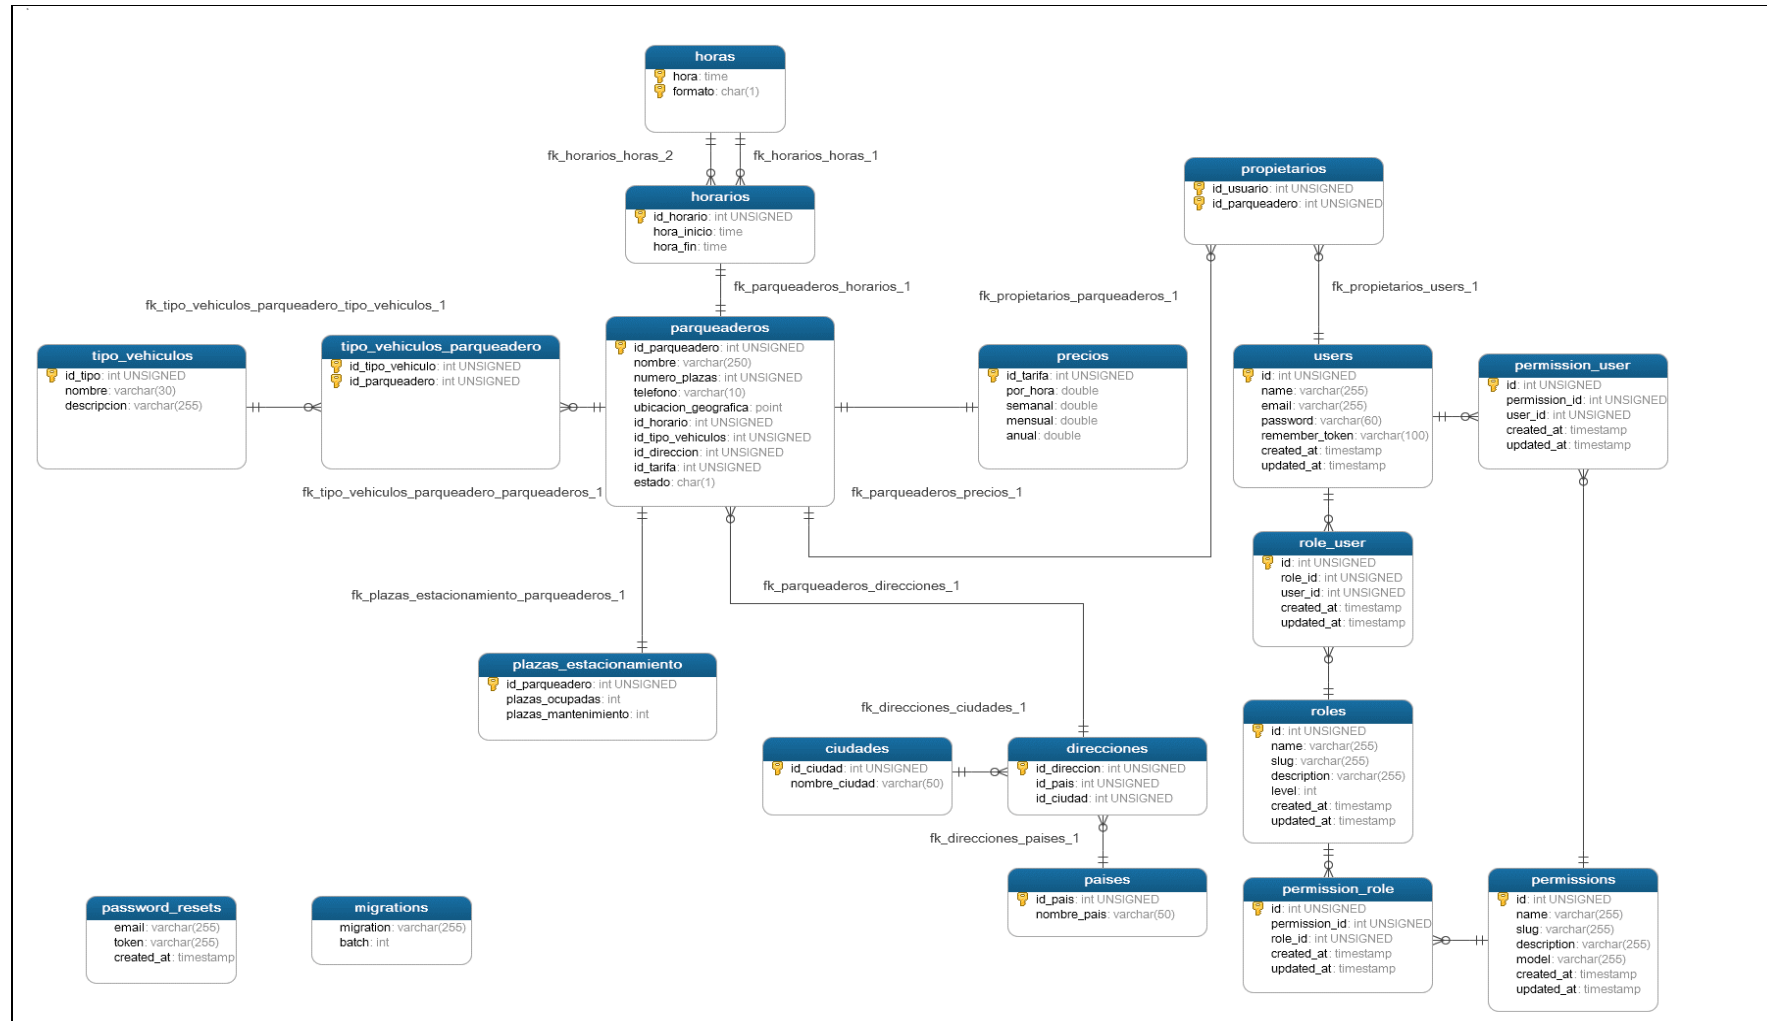 horas
hora: time
formato: char(1)
fk_horarios_horas_2
fk_horarios_horas_1
horarios
id_horario: int UNSIGNED
hora_inicio: time
hora_fin: time
propietarios
id_usuario: int UNSIGNED
id_parqueadero: int UNSIGNED
fk_parqueaderos_horarios_1
fk_propietarios_parqueaderos_1
fk_propietarios_users_1
fk_tipo_vehiculos_parqueadero_tipo_vehiculos_1
tipo_vehiculos
id_tipo: int UNSIGNED
nombre: varchar(30)
descripcion: varchar(255)
tipo_vehiculos_parqueadero
id_tipo_vehiculo: int UNSIGNED
id_parqueadero: int UNSIGNED
parqueaderos
id_parqueadero: int UNSIGNED
nombre: varchar(250)
numero_plazas: int UNSIGNED
telefono: varchar(10)
ubicacion_geografica: point
id_horario: int UNSIGNED
id_tipo_vehiculos: int UNSIGNED
id_direccion: int UNSIGNED
id_tarifa: int UNSIGNED
estado: char(1)
precios
id_tarifa: int UNSIGNED
por_hora: double
semanal: double
mensual: double
anual: double
users
id: int UNSIGNED
name: varchar(255)
email: varchar(255)
password: varchar(60)
remember_token: varchar(100)
created_at: timestamp
updated_at: timestamp
permission_user
id: int UNSIGNED
permission_id: int UNSIGNED
user_id: int UNSIGNED
created_at: timestamp
updated_at: timestamp
fk_tipo_vehiculos_parqueadero_parqueaderos_1
fk_parqueaderos_precios_1
role_user
id: int UNSIGNED
role_id: int UNSIGNED
user_id: int UNSIGNED
created_at: timestamp
updated_at: timestamp
fk_plazas_estacionamiento_parqueaderos_1
fk_parqueaderos_direcciones_1
plazas_estacionamiento
id_parqueadero: int UNSIGNED
plazas_ocupadas: int
plazas_mantenimiento: int
fk_direcciones_ciudades_1
roles
id: int UNSIGNED
name: varchar(255)
slug: varchar(255)
description: varchar(255)
level: int
created_at: timestamp
updated_at: timestamp
ciudades
id_ciudad: int UNSIGNED
nombre_ciudad: varchar(50)
direcciones
id_direccion: int UNSIGNED
id_pais: int UNSIGNED
id_ciudad: int UNSIGNED
fk_direcciones_paises_1
paises
id_pais: int UNSIGNED
nombre_pais: varchar(50)
permission_role
id: int UNSIGNED
permission_id: int UNSIGNED
role_id: int UNSIGNED
created_at: timestamp
updated_at: timestamp
permissions
id: int UNSIGNED
name: varchar(255)
slug: varchar(255)
description: varchar(255)
model: varchar(255)
created_at: timestamp
updated_at: timestamp
password_resets
email: varchar(255)
token: varchar(255)
created_at: timestamp
migrations
migration: varchar(255)
batch: int